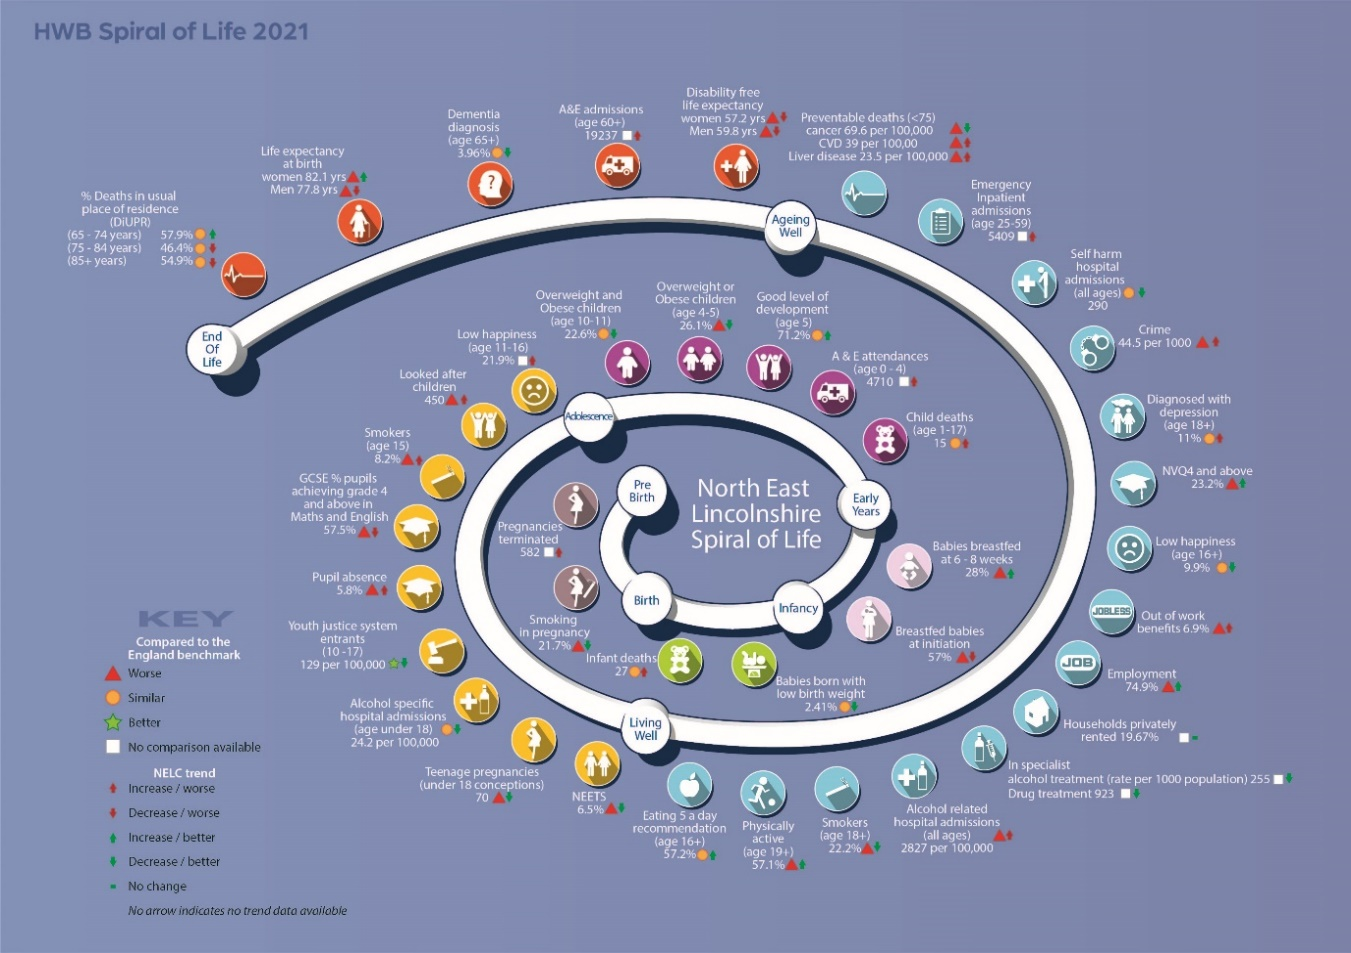 HWB Spiral of Life 2021
% Deaths in usual
place of residence
(DiUPR)
(65 - 74 years) 57.9%
(75 - 84 years) 46.4%
(85+ years) 54.9%
Life expectancy
at birth
women 82.1 yrs
Men 77.8 yrs
Dementia
diagnosis
(age 65+)
3.96%
A&E admissions
(age 60+)
19237
Disability free
life expectancy
women 57.2 yrs
Men 59.8 yrs
Preventable deaths (<75)
cancer 69.6 per 100,000
CVD 39 per 100,00
Liver disease 23.5 per 100,000
Emergency
Inpatient
admissions
(age 25-59)
5409
Self harm
hospital
admissions
(all ages)
290
Crime
44.5 per 1000
Diagnosed with
depression
(age 18+)
11%
NVQ4 and above
23.2%
Low happiness
(age 16+)
9.9%
JOBLESS
Out of work
benefits 6.9%
JOB
Employment
74.9%
Households privately
rented 19.67%
In specialist
alcohol treatment (rate per 1000 population) 255
Drug treatment 923
Alcohol related
hospital admissions
(all ages)
2827 per 100,000
Smokers
(age 18+)
22.2%
Physically
active
(age 19+)
57.1%
Eating 5 a day
recommendation
(age 16+)
57.2%
NEETS
6.5%
Teenage pregnancies
(under 18 conceptions)
70
Alcohol specific
hospital admissions
(age under 18)
24.2 per 100,000
Youth justice system
entrants
(10 -17)
129 per 100,000
Pupil absence
5.8%
GCSE % pupils
achieving grade 4
and above in
Maths and English
57.5%
Smokers
(age 15)
8.2%
Looked after
children
450
Low happiness
(age 11-16)
21.9%
Overweight and
Obese children
(age 10-11)
22.6%
Overweight or
Obese children
(age 4-5)
26.1%
Good level of
development
(age 5)
71.2%
A & E attendances
(age 0 - 4)
4710
Child deaths
(age 1-17)
15
Babies breastfed
at 6 - 8 weeks
28%
Breastfed babies
at initiation
57%
Babies born with
low birth weight
2.41%
Infant deaths
27
Smoking
in pregnancy
21.7%
Pregnancies
terminated
582
End
Of
Life
Ageing
Well
Adolescence
Pre
Birth
Early
Years
Birth
Infancy
Living
Well
North East
Lincolnshire
Spiral of Life
?
KEY
Compared to the
England benchmark
Worse
Similar
Better
No comparison available
NELC trend
Increase / worse
Decrease / worse
Increase / better
Decrease / better
No change
No arrow indicates no trend data available